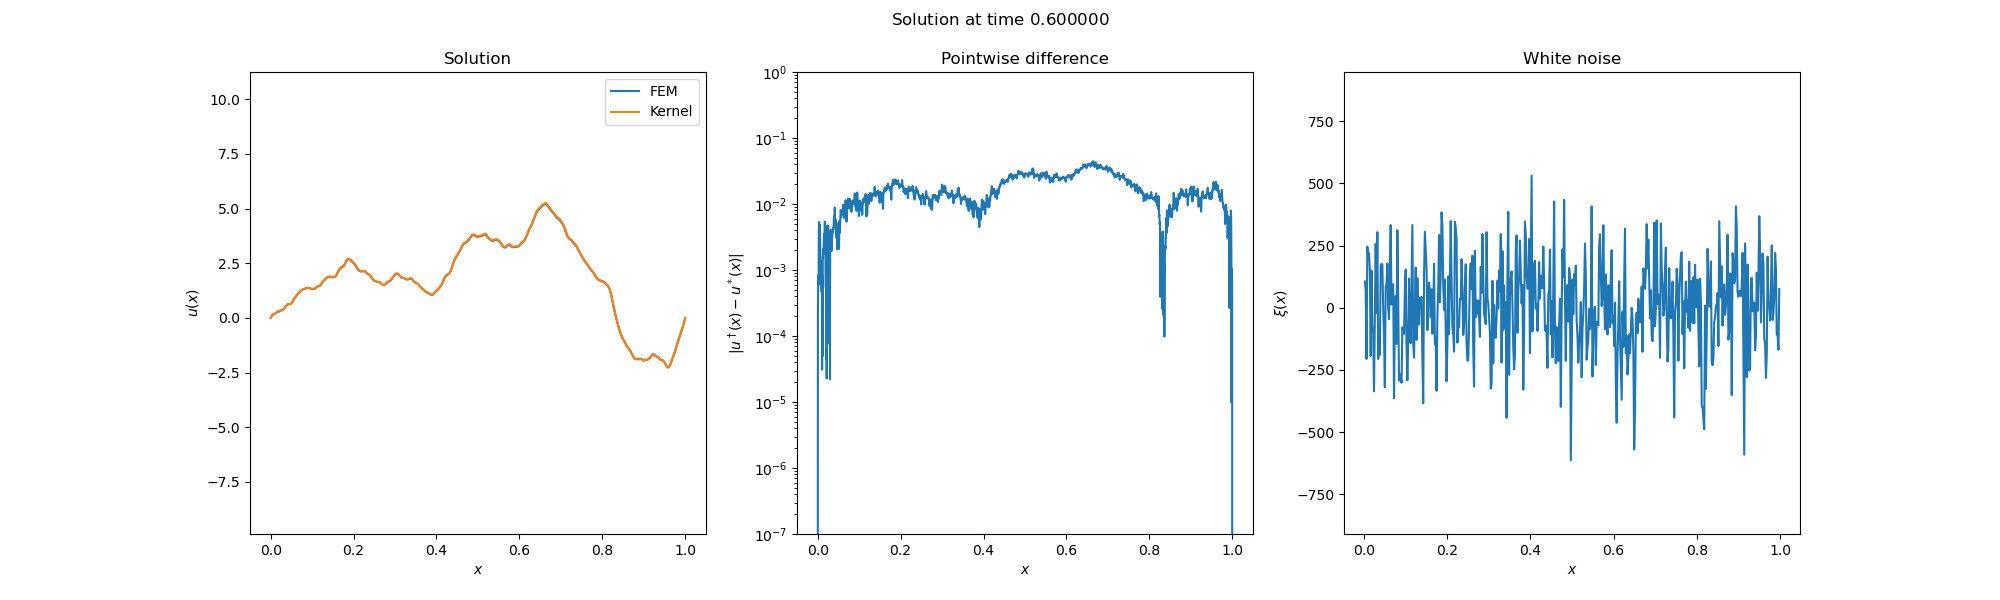 Solution at time 0.600000
Solution
10.0
7.5
5.0
2.5
0.0
−2.5
−5.0
−7.5
u(x)
0.0 0.2 0.4 0.6 0.8 1.0
x
FEM
Kernel
Pointwise difference
10⁰
10⁻¹
10⁻²
10⁻³
10⁻⁴
10⁻⁵
10⁻⁶
10⁻⁷
|u†(x) − u*(x)|
0.0 0.2 0.4 0.6 0.8 1.0
x
White noise
750
500
250
0
−250
−500
−750
ξ(x)
0.0 0.2 0.4 0.6 0.8 1.0
x